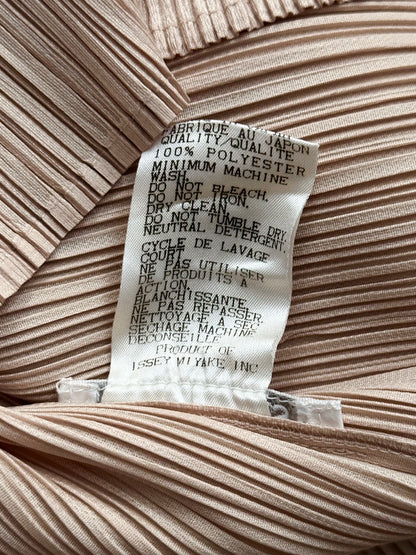 FABRIQUE AU JAPON
QUALITY/QUALITE
100% POLYESTER
MINIMUM MACHINE
WASH.
DO NOT BLEACH.
DO NOT IRON.
DRY CLEAN
DO NOT TUMBLE DRY.
NEUTRAL DETERGENT.
CYCLE DE LAVAGE
COURT
NE PAS UTILISER
DE PRODUITS A
ACTION.
BLANCHISSANTE.
NE PAS REPASSER.
NETTOYAGE A SEC
SECHAGE MACHINE
DECONSEILLE
PRODUCT OF
ISSEY MIYAKE INC